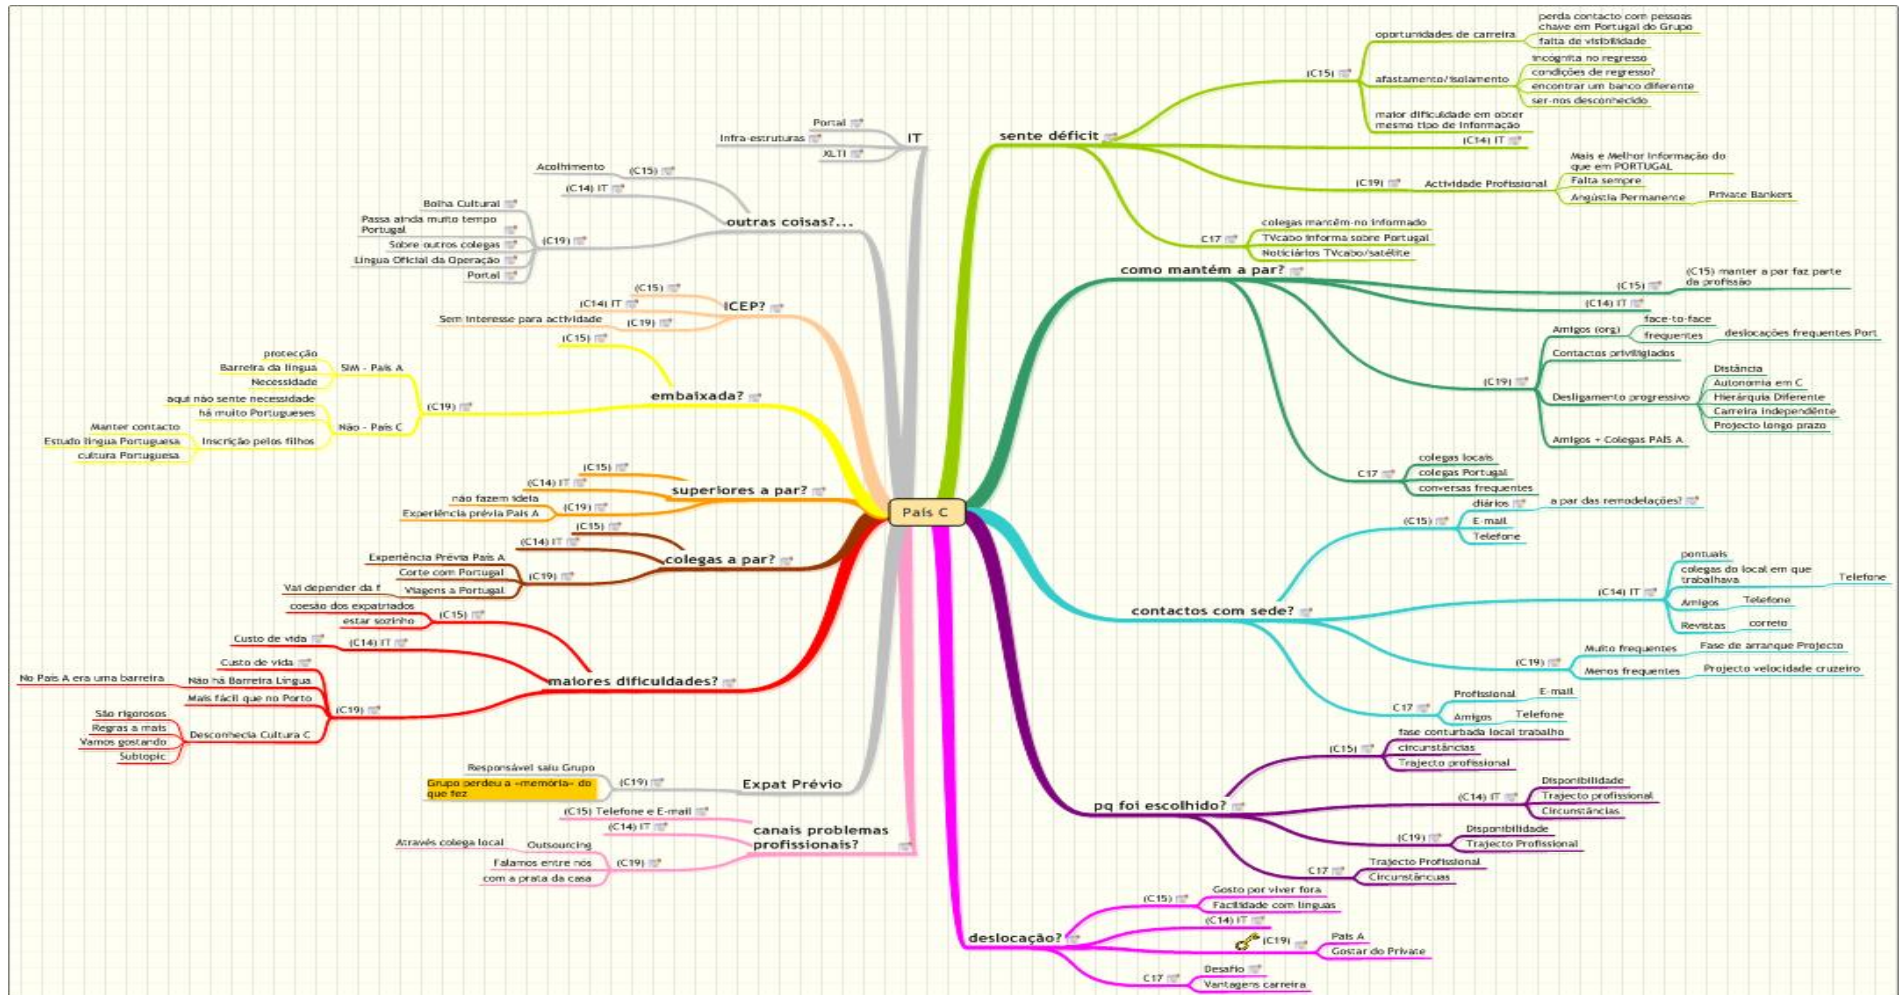 País C
sente déficit
(C15)
oportunidades de carreira
perda contacto com pessoas
chave em Portugal do Grupo
falta de visibilidade
afastamento/isolamento
incógnita no regresso
condições de regresso?
encontrar um banco diferente
ser-nos desconhecido
maior dificuldade em obter
mesmo tipo de informação
(C14) IT
(C19)
Actividade Profissional
Mais e Melhor Informação do
que em PORTUGAL
Falta sempre
Angústia Permanente
Private Bankers
C17
colegas mantêm-no informado
TVcabo informa sobre Portugal
Noticiários TVcabo/satélite
como mantém a par?
(C15)
(C15) manter a par faz parte
da profissão
(C14) IT
(C19)
Amigos (org)
face-to-face
frequentes
deslocações frequentes Port
Contactos priviligiados
Desligamento progressivo
Distância
Autonomia em C
Hierárquia Diferente
Carreira independênte
Projecto longo prazo
Amigos + Colegas PAÍS A
C17
colegas locais
colegas Portugal
conversas frequentes
contactos com sede?
(C15)
diários
a par das remodelações?
E-mail
Telefone
(C14) IT
pontuais
colegas do local em que
trabalhava
Telefone
Amigos
Telefone
Revistas
correio
(C19)
Muito frequentes
Fase de arranque Projecto
Menos frequentes
Projecto velocidade cruzeiro
C17
Profissional
E-mail
Amigos
Telefone
pq foi escolhido?
(C15)
fase conturbada local trabalho
circunstâncias
Trajecto profissional
(C14) IT
Disponibilidade
Trajecto profissional
Circunstâncias
(C19)
Disponibilidade
Trajecto Profissional
C17
Trajecto Profissional
Circunstâncuas
deslocação?
(C15)
Gosto por viver fora
Facilidade com línguas
(C14) IT
(C19)
País A
Gostar do Private
C17
Desafio
Vantagens carreira
IT
Portal
Infra-estruturas
XLTI
outras coisas?...
(C15)
Acolhimento
(C14) IT
(C19)
Bolha Cultural
Passa ainda muito tempo
Portugal
Sobre outros colegas
Língua Oficial da Operação
Portal
ICEP?
(C15)
(C14) IT
(C19)
Sem interesse para actividade
embaixada?
(C15)
(C19)
SIM - País A
protecção
Barreira da língua
Necessidade
Não - País C
aqui não sente necessidade
há muito Portugueses
Inscrição pelos filhos
Manter contacto
Estudo língua Portuguesa
cultura Portuguesa
superiores a par?
(C15)
(C14) IT
(C19)
não fazem ideia
Experiência prévia País A
colegas a par?
(C15)
(C14) IT
(C19)
Experiência Prévia País A
Corte com Portugal
Viagens a Portugal
Vai depender da f
maiores dificuldades?
(C15)
coesão dos expatriados
estar sozinho
(C14) IT
Custo de vida
(C19)
Custo de vida
Não há Barreira Língua
No País A era uma barreira
Mais fácil que no Porto
Desconhecia Cultura C
São rigorosos
Regras a mais
Vamos gostando
Subtopic
Expat Prévio
(C19)
Responsável saiu Grupo
Grupo perdeu a «memória» do
que fez
canais problemas
profissionais?
(C15) Telefone e E-mail
(C14) IT
(C19)
Outsourcing
Através colega local
Falamos entre nós
com a prata da casa